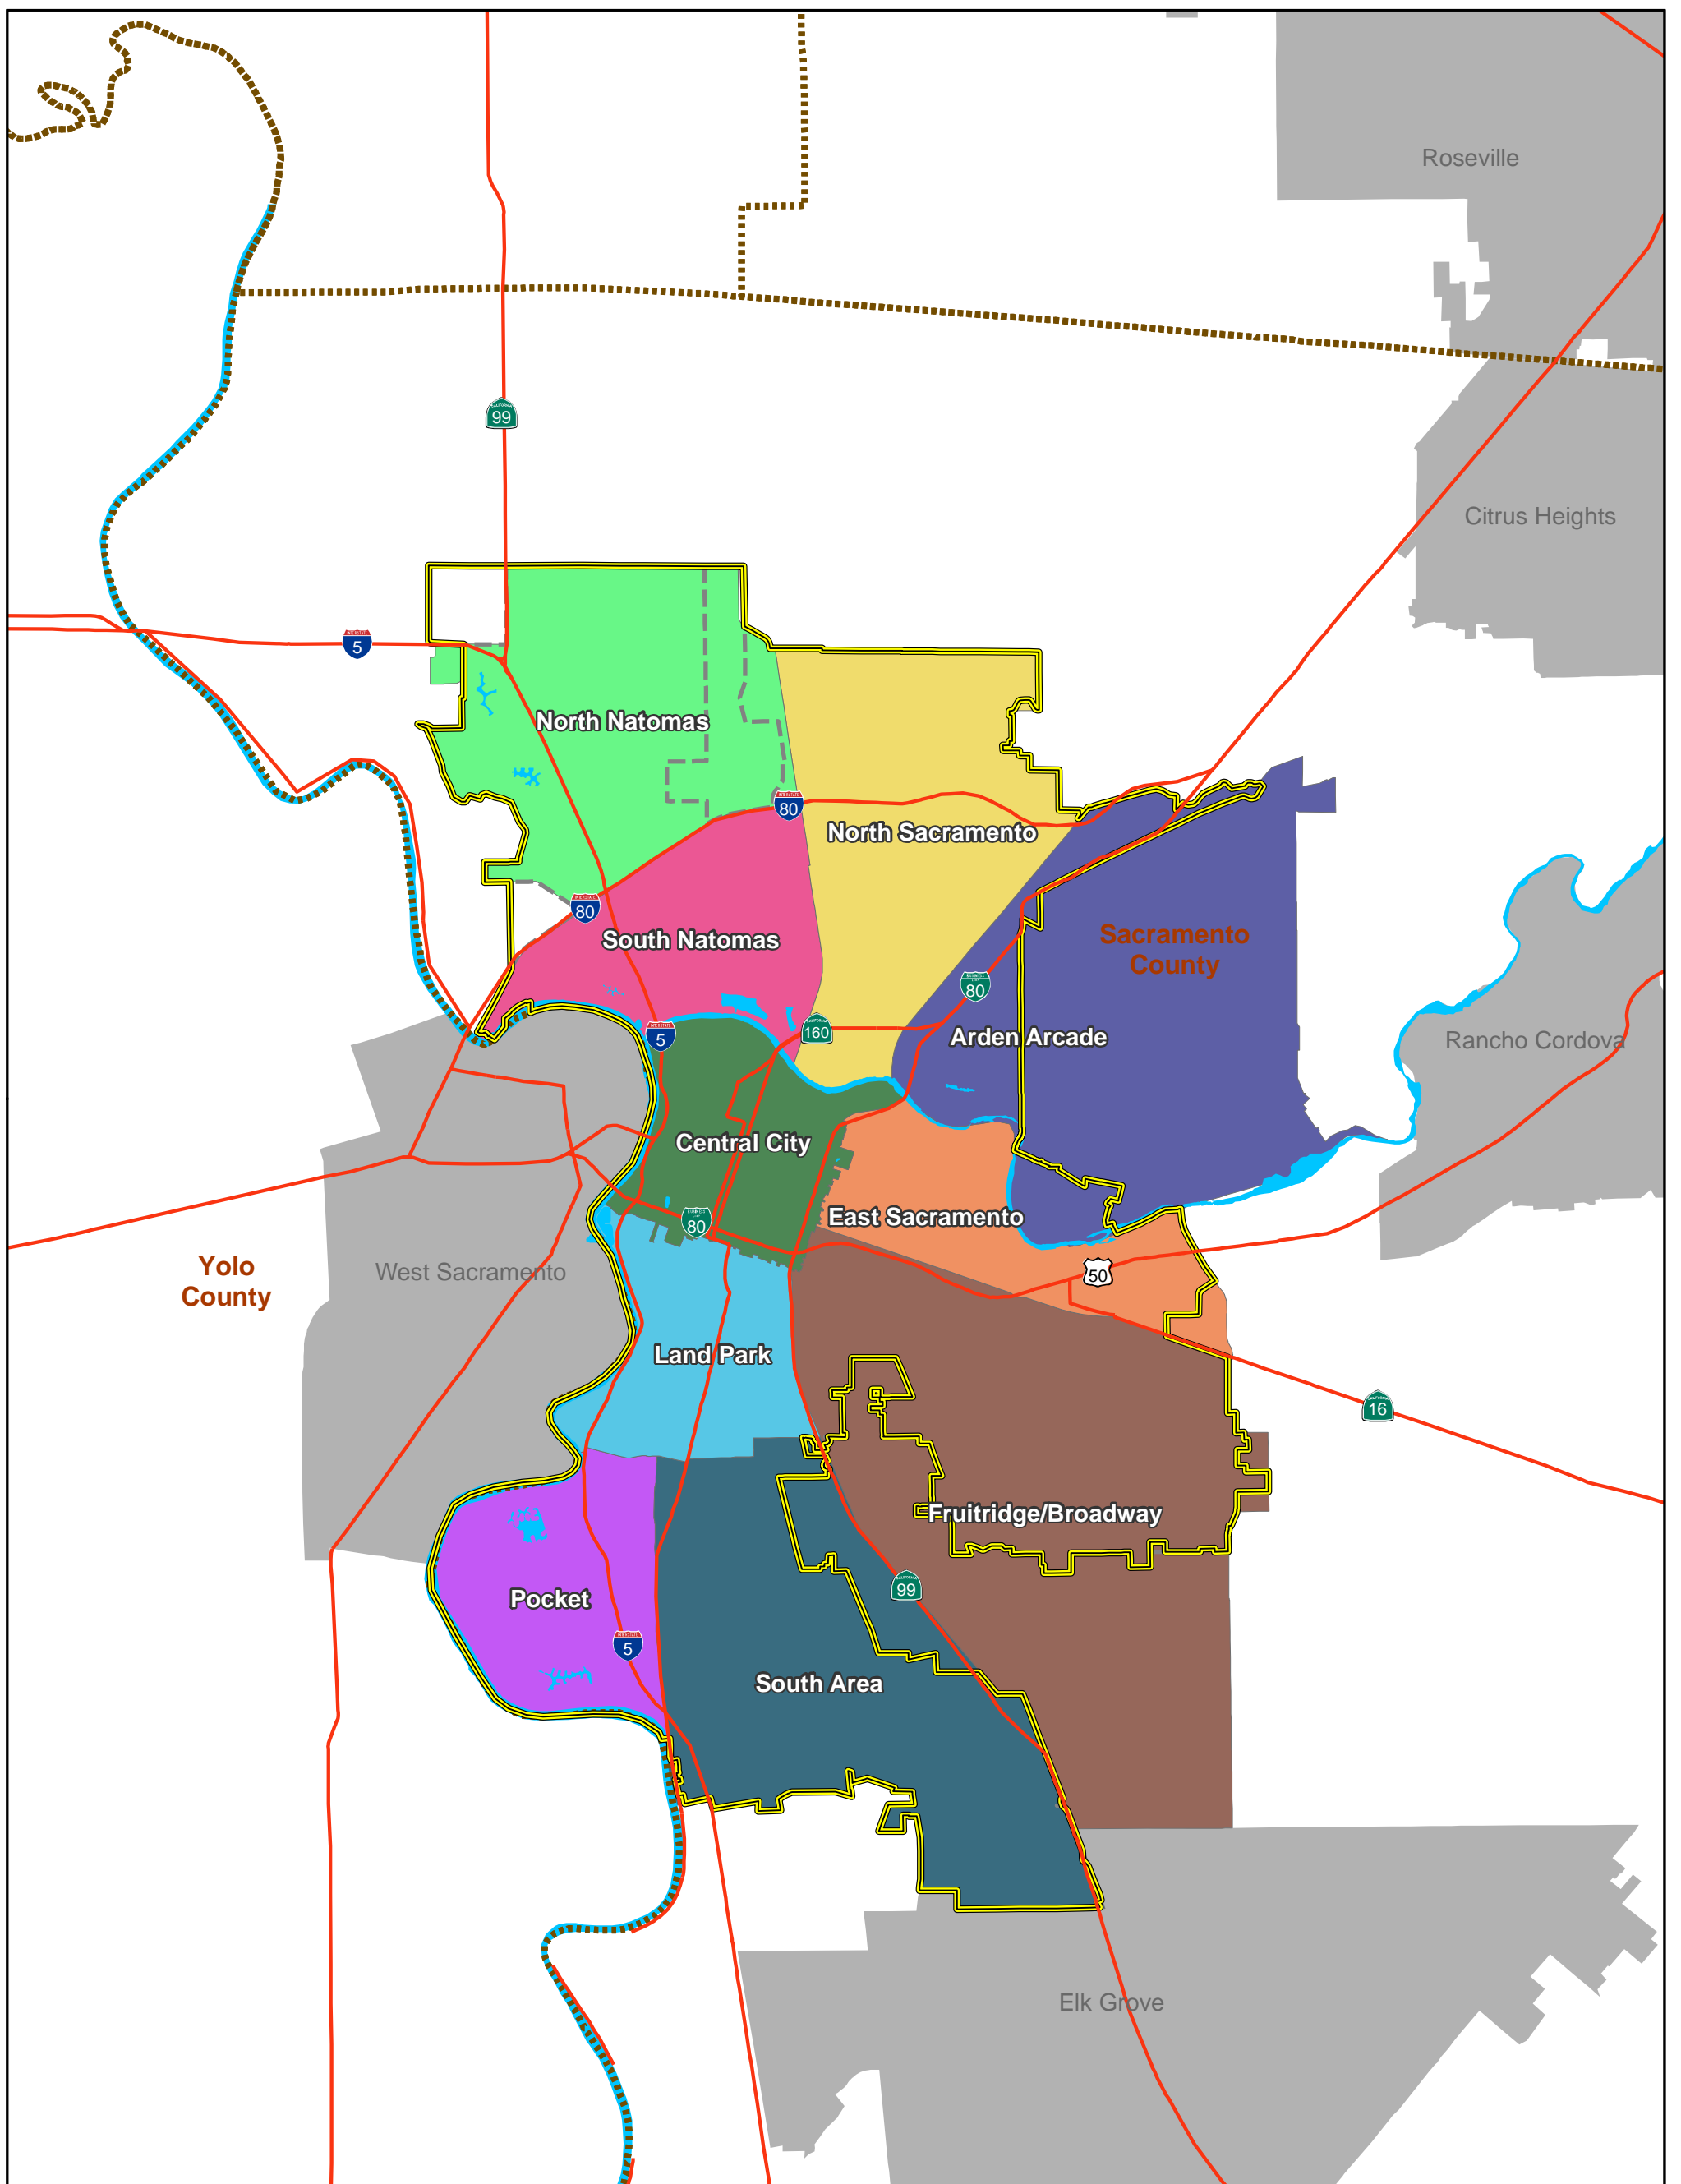 Roseville
99
Citrus Heights
5
North Natomas
80
North Sacramento
80
South Natomas
Sacramento
County
80
5
160
Arden Arcade
Rancho Cordova
Central City
80
East Sacramento
Yolo
County
West Sacramento
50
Land Park
16
Fruitridge/Broadway
99
Pocket
5
South Area
Elk Grove